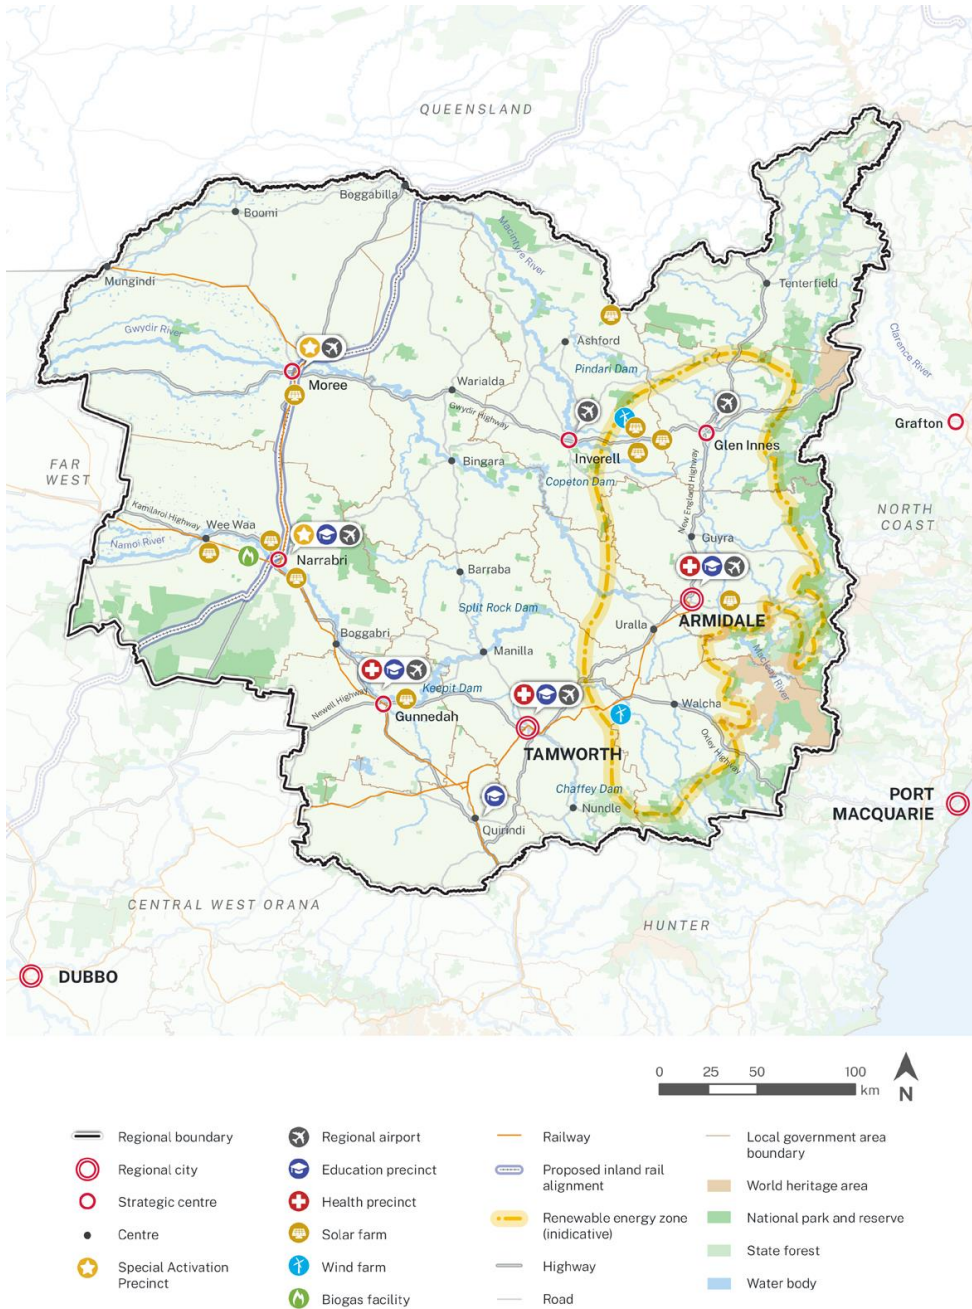 QUEENSLAND
Boggabilla
Boomi
Macintyre River
Mungindi
Tenterfield
Gwydir River
Clarence River
Ashford
Pindari Dam
Moree
Warialda
Gwydir Highway
Grafton
Glen Innes
Inverell
FAR
WEST
Bingara
Copeton Dam
New England Highway
NORTH
COAST
Kamilaroi Highway
Wee Waa
Namoi River
Guyra
Narrabri
Barraba
Split Rock Dam
ARMIDALE
Uralla
Boggabri
Manilla
Macleay River
Keepit Dam
Newell Highway
Gunnedah
Walcha
Oxley Highway
TAMWORTH
Chaffey Dam
Nundle
PORT
MACQUARIE
Quirindi
CENTRAL WEST ORANA
HUNTER
DUBBO
0 25 50 100
km
N
Regional boundary
Regional city
Strategic centre
Centre
Special Activation
Precinct
Regional airport
Education precinct
Health precinct
Solar farm
Wind farm
Biogas facility
Railway
Proposed inland rail
alignment
Renewable energy zone
(inidicative)
Highway
Road
Local government area
boundary
World heritage area
National park and reserve
State forest
Water body